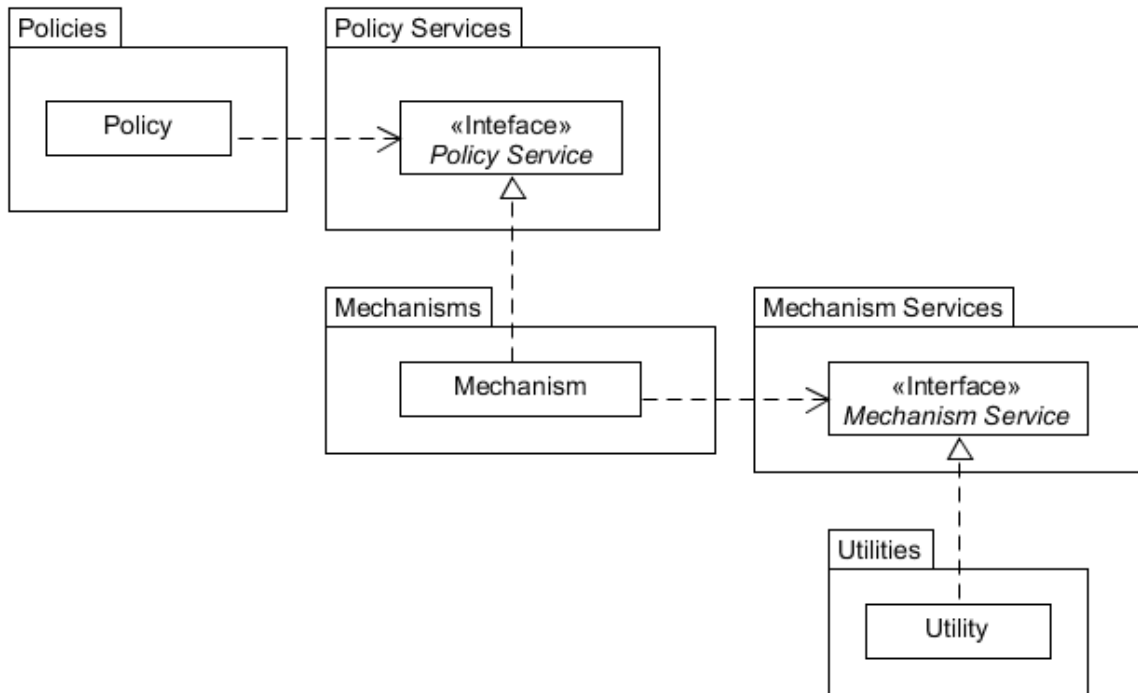 Policies
Policy Services
Policy
«Inteface»
Policy Service
Mechanisms
Mechanism Services
Mechanism
«Interface»
Mechanism Service
Utilities
Utility